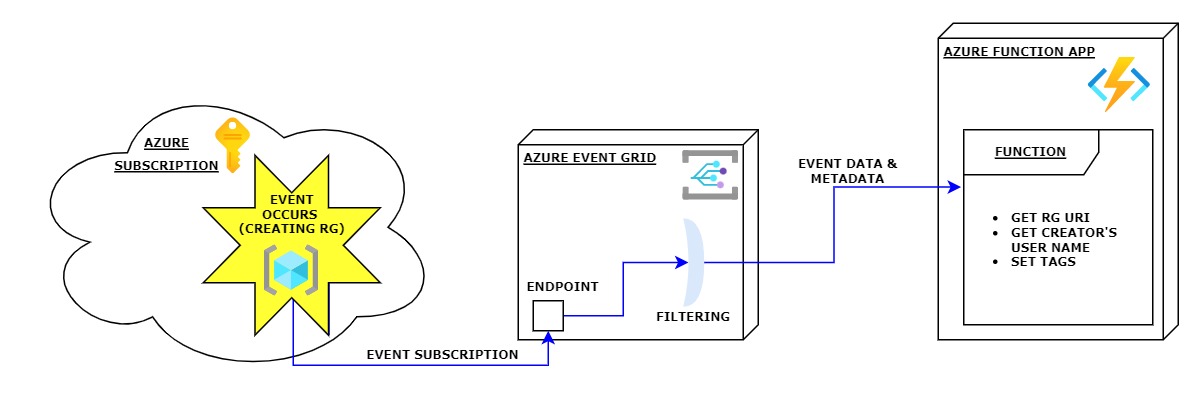 AZURE
SUBSCRIPTION
EVENT
OCCURS
(CREATING RG)
EVENT SUBSCRIPTION
AZURE EVENT GRID
ENDPOINT
FILTERING
EVENT DATA &
METADATA
AZURE FUNCTION APP
FUNCTION
• GET RG URI
• GET CREATOR'S
USER NAME
• SET TAGS